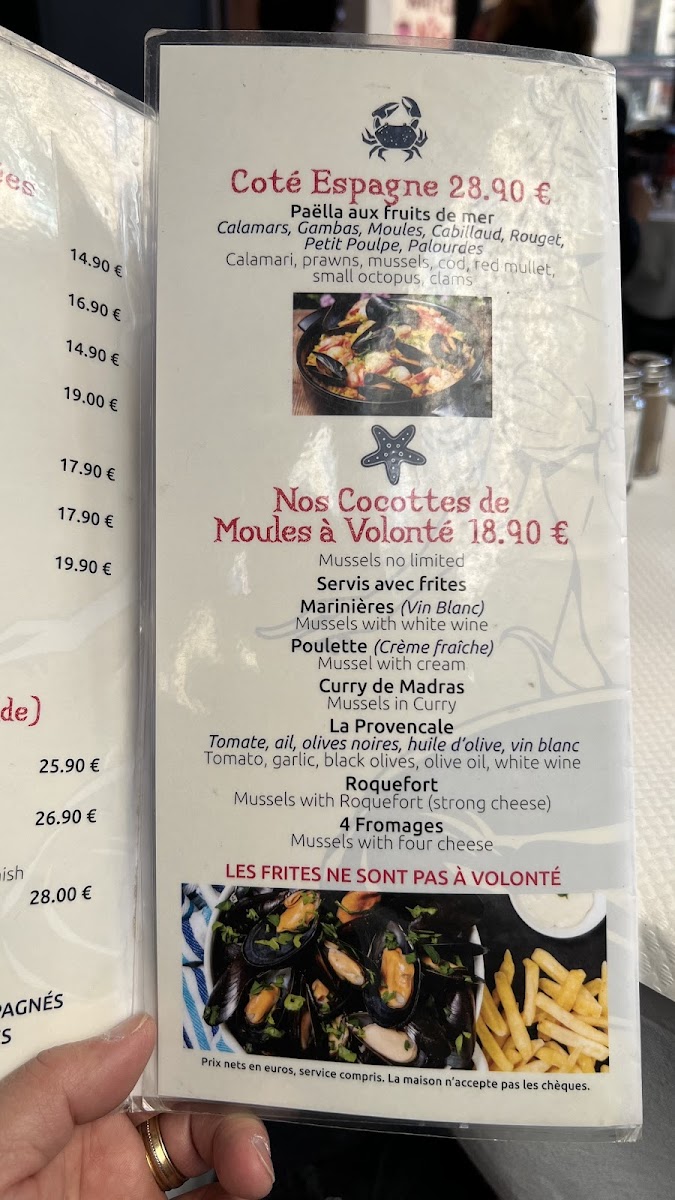 ées
14.90 €
16.90 €
14.90 €
19.00 €
17.90 €
17.90 €
19.90 €
de)
25.90 €
26.90 €
ish
28.00 €
PAGNÉS
S
Coté Espagne 28.90 €
Paëlla aux fruits de mer
Calamars, Gambas, Moules, Cabillaud, Rouget,
Petit Poulpe, Palourdes
Calamari, prawns, mussels, cod, red mullet,
small octopus, clams
Nos Cocottes de
Moules à Volonté 18.90 €
Mussels no limited
Servis avec frites
Marinières (Vin Blanc)
Mussels with white wine
Poulette (Crème fraîche)
Mussel with cream
Curry de Madras
Mussels in Curry
La Provencale
Tomate, ail, olives noires, huile d'olive, vin blanc
Tomato, garlic, black olives, olive oil, white wine
Roquefort
Mussels with Roquefort (strong cheese)
4 Fromages
Mussels with four cheese
LES FRITES NE SONT PAS À VOLONTÉ
Prix nets en euros, service compris. La maison n'accepte pas les chèques.